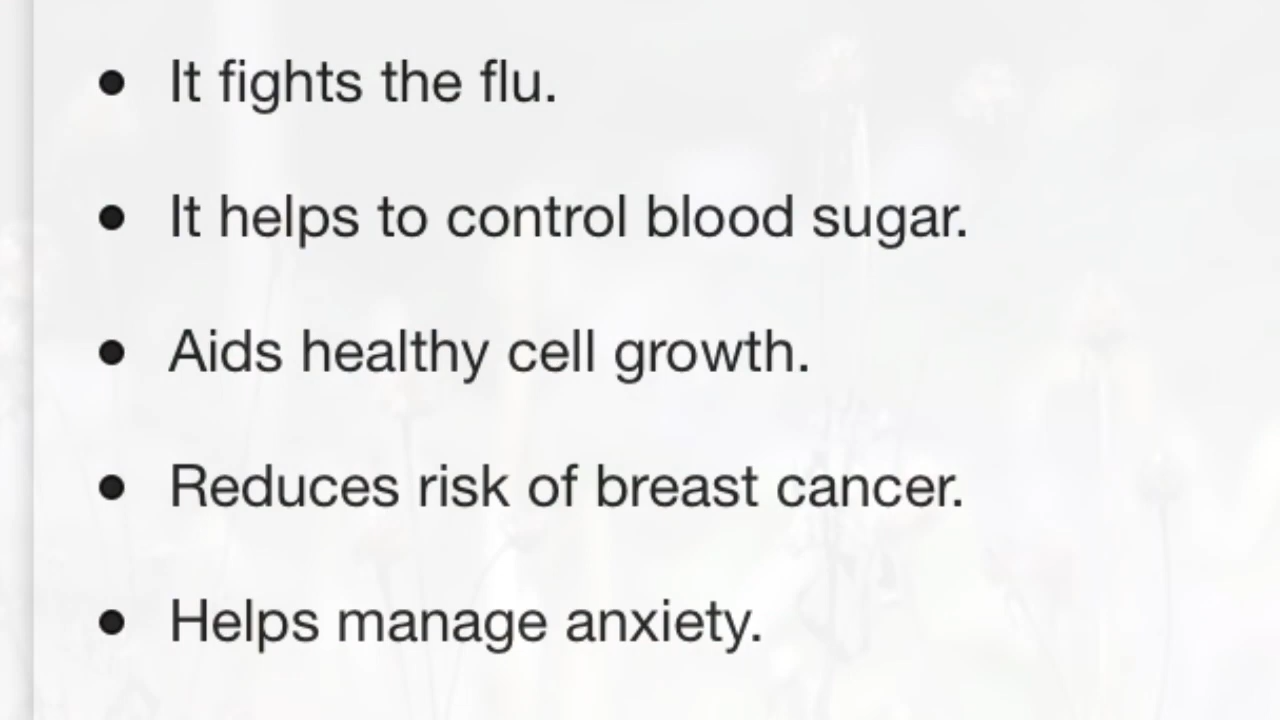 • It fights the flu.
• It helps to control blood sugar.
• Aids healthy cell growth.
• Reduces risk of breast cancer.
• Helps manage anxiety.